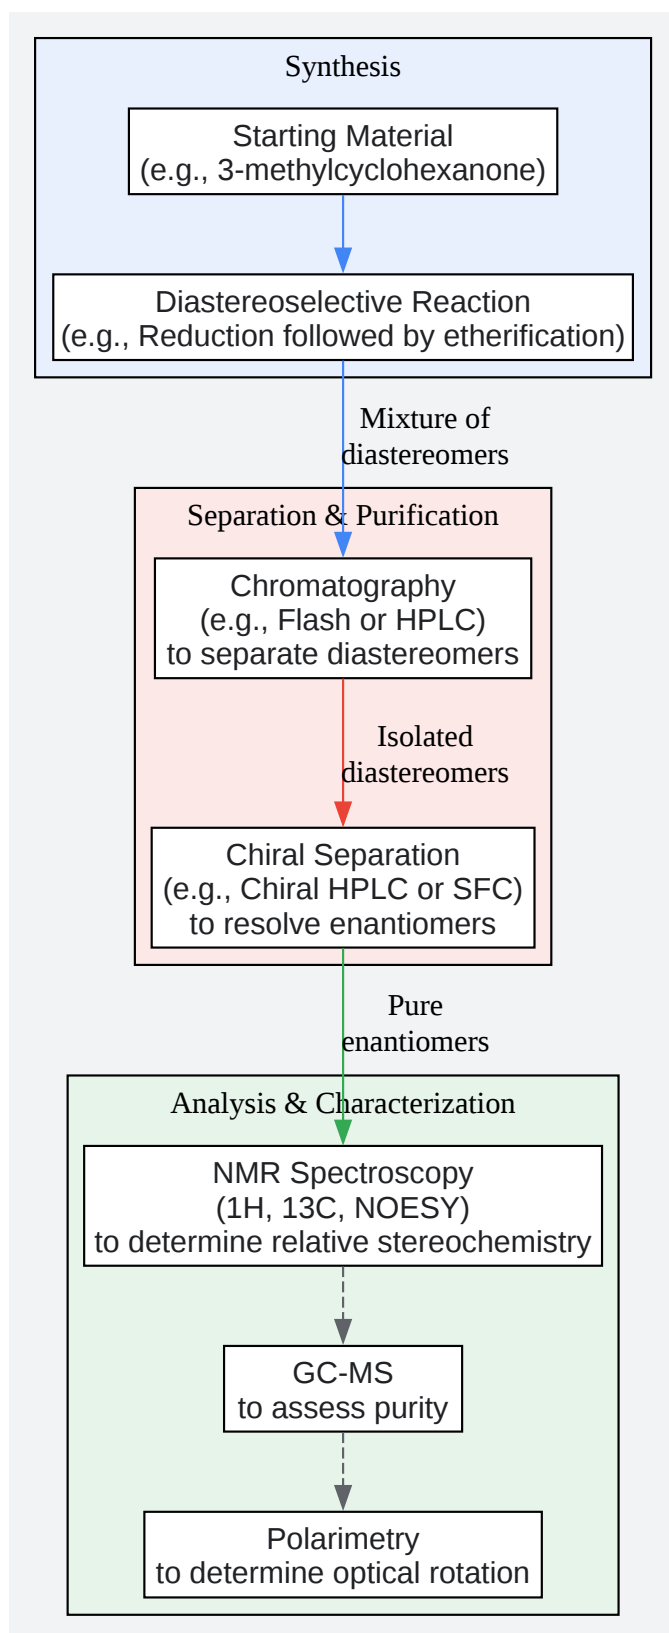 Synthesis
Starting Material
(e.g., 3-methylcyclohexanone)
Diastereoselective Reaction
(e.g., Reduction followed by etherification)
Mixture of
diastereomers
Separation & Purification
Chromatography
(e.g., Flash or HPLC)
to separate diastereomers
Isolated
diastereomers
Chiral Separation
(e.g., Chiral HPLC or SFC)
to resolve enantiomers
Pure
enantiomers
Analysis & Characterization
NMR Spectroscopy
(1H, 13C, NOESY)
to determine relative stereochemistry
GC-MS
to assess purity
Polarimetry
to determine optical rotation